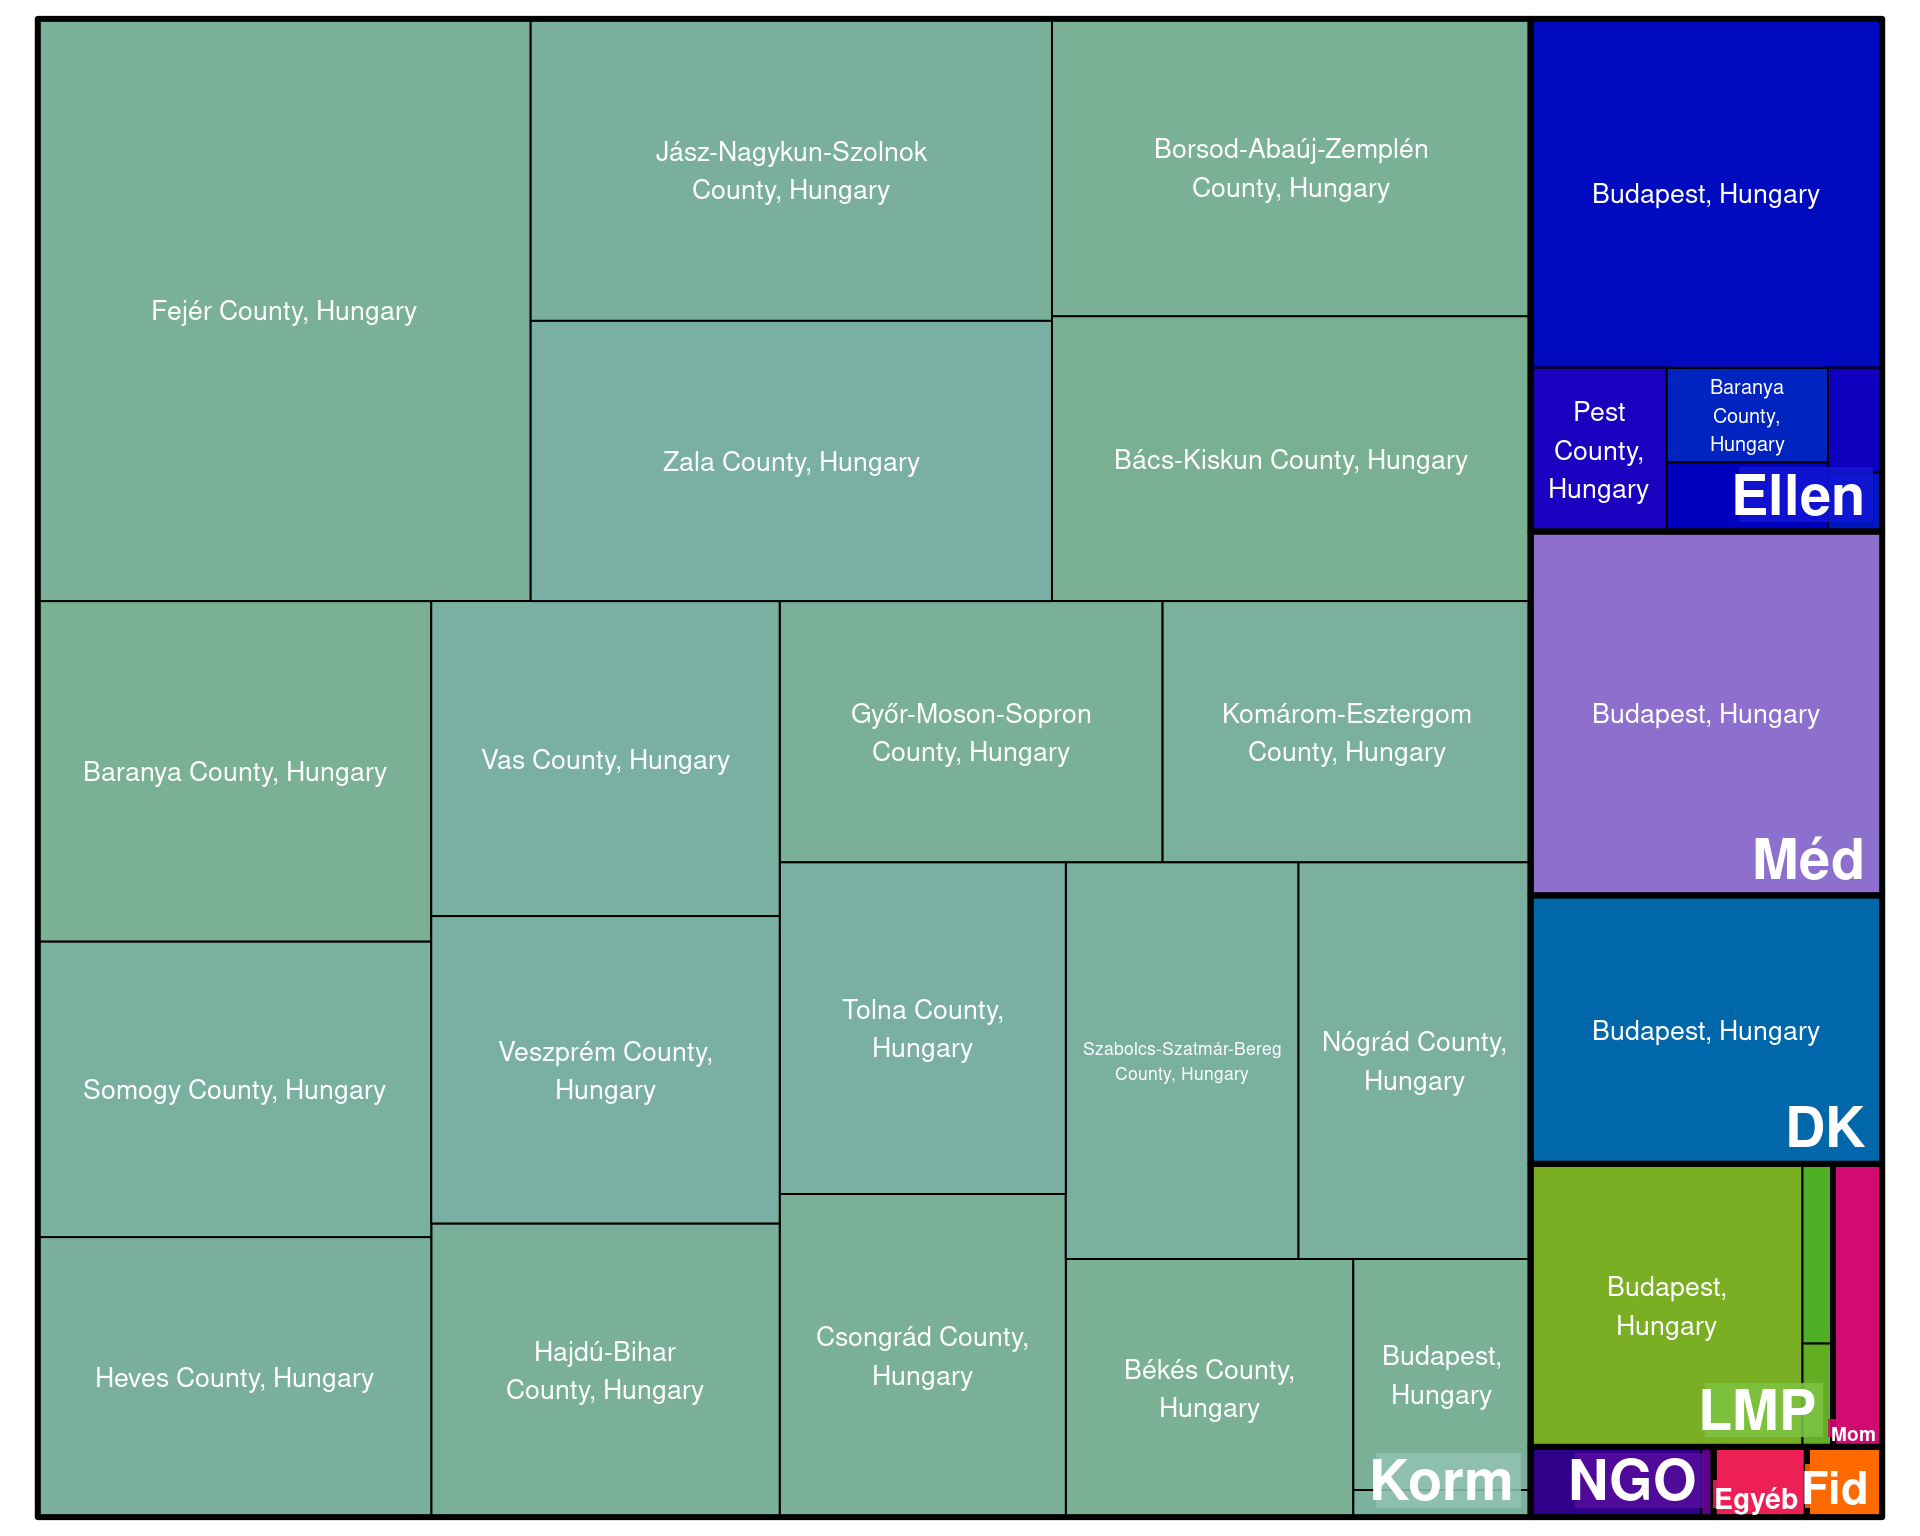 Fejér County, Hungary
Jász-Nagykun-Szolnok
County, Hungary
Zala County, Hungary
Borsod-Abaúj-Zemplén
County, Hungary
Bács-Kiskun County, Hungary
Baranya County, Hungary
Somogy County, Hungary
Heves County, Hungary
Vas County, Hungary
Veszprém County,
Hungary
Hajdú-Bihar
County, Hungary
Győr-Moson-Sopron
County, Hungary
Komárom-Esztergom
County, Hungary
Tolna County,
Hungary
Csongrád County,
Hungary
Szabolcs-Szatmár-Bereg
County, Hungary
Nógrád County,
Hungary
Békés County,
Hungary
Budapest,
Hungary
Korm
Budapest, Hungary
Pest
County,
Hungary
Baranya
County,
Hungary
Ellen
Budapest, Hungary
Méd
Budapest, Hungary
DK
Budapest,
Hungary
LMP
Mom
NGO
Egyéb
Fid